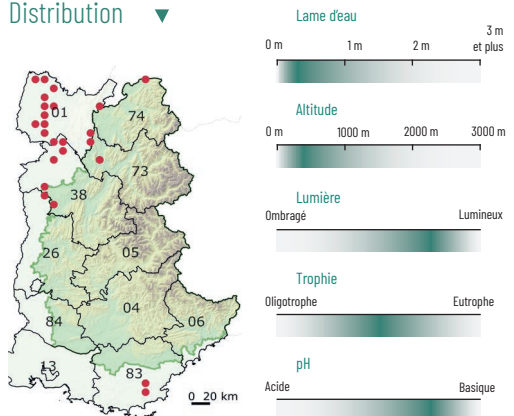 Distribution ▼
01
74
73
38
26
05
04
84
06
13
83
0 20 km
Lame d'eau
0 m 1 m 2 m 3 m et plus
Altitude
0 m 1000 m 2000 m 3000 m
Lumière
Ombragé Lumineux
Trophie
Oligotrophe Eutrophe
pH
Acide Basique